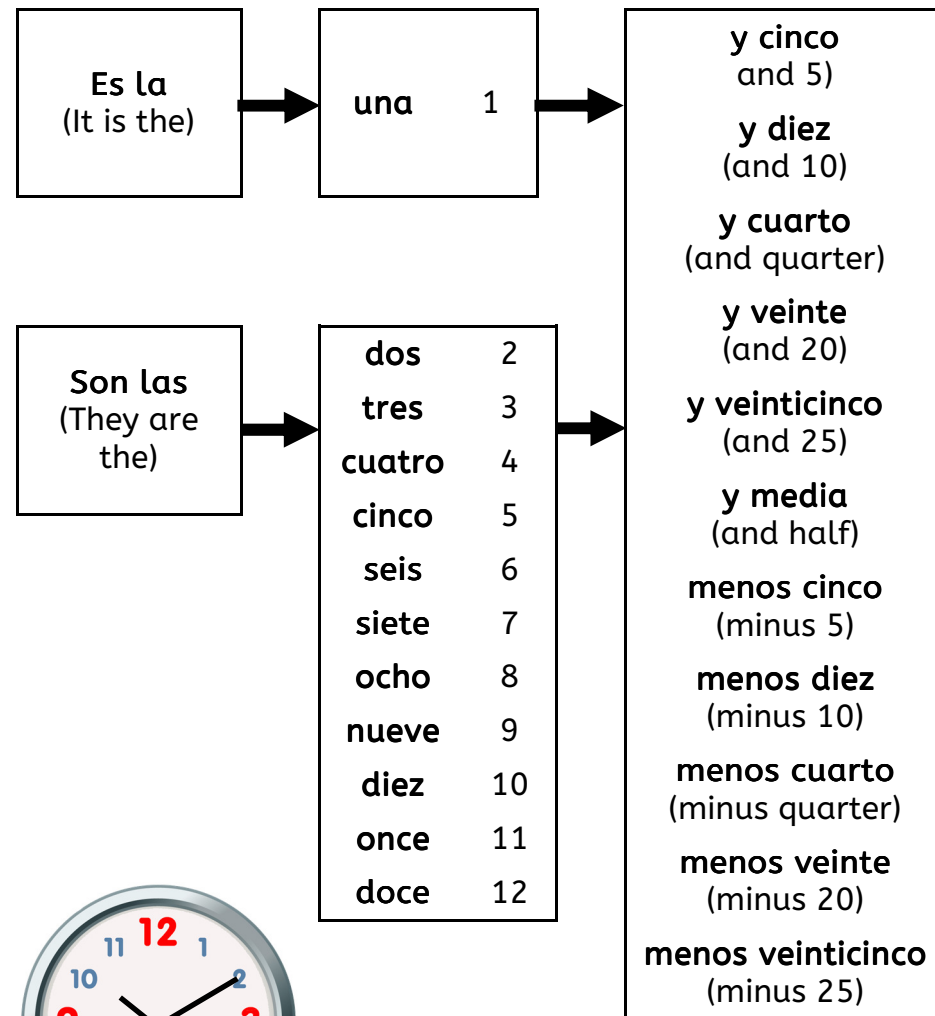 Es la
(It is the)
una 1
y cinco
and 5)
y diez
(and 10)
y cuarto
(and quarter)
y veinte
(and 20)
y veinticinco
(and 25)
y media
(and half)
menos cinco
(minus 5)
menos diez
(minus 10)
menos cuarto
(minus quarter)
menos veinte
(minus 20)
menos veinticinco
(minus 25)
Son las
(They are
the)
dos 2
tres 3
cuatro 4
cinco 5
seis 6
siete 7
ocho 8
nueve 9
diez 10
once 11
doce 12
11 12 1
10 2